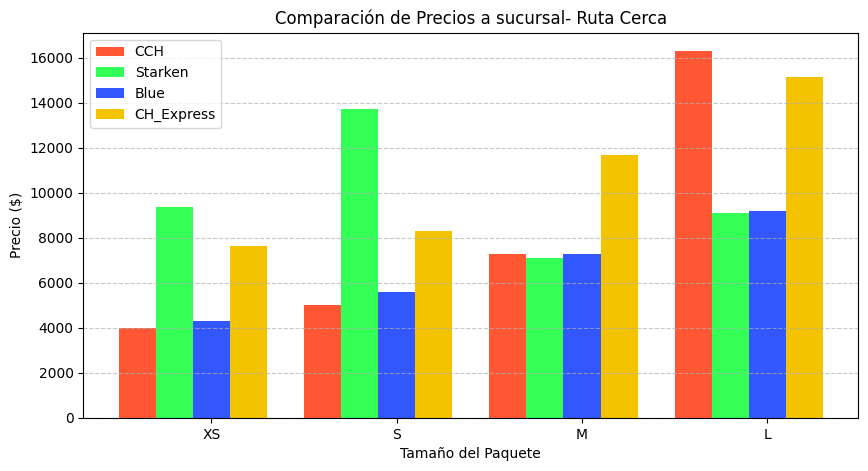 Comparación de Precios a sucursal- Ruta Cerca
CCH
Starken
Blue
CH_Express
Precio ($)
16000
14000
12000
10000
8000
6000
4000
2000
0
XS
S
M
L
Tamaño del Paquete